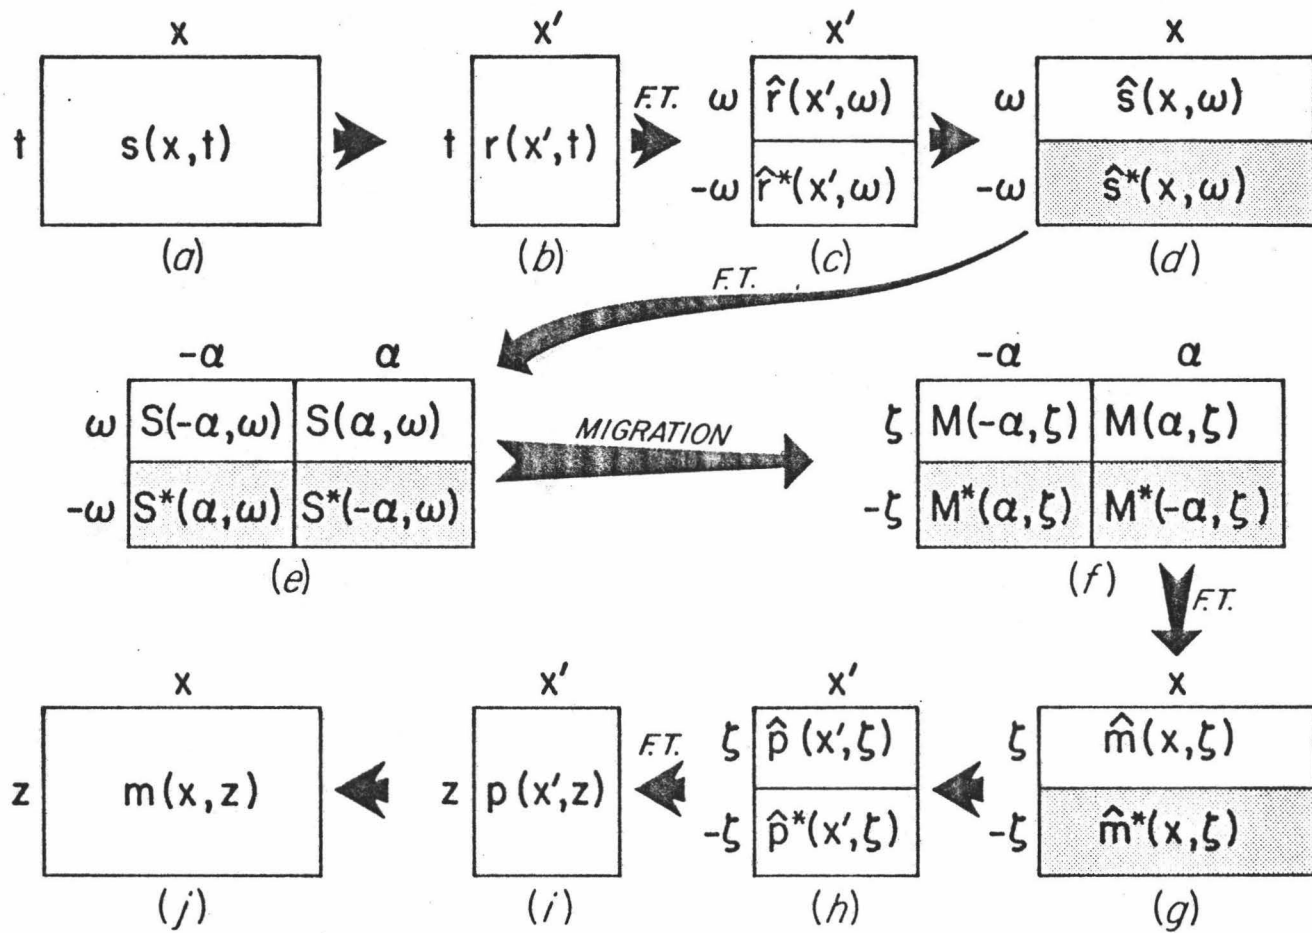 x x′ x′ x
t s(x,t) t r(x′,t) F.T. ω r̂(x′,ω) ω ŝ(x,ω)
-ω r̂*(x′,ω) -ω ŝ*(x,ω)
(a) (b) (c) (d)
F.T.
-α α -α α
ω S(-α,ω) S(α,ω) MIGRATION ζ M(-α,ζ) M(α,ζ)
-ω S*(α,ω) S*(-α,ω) -ζ M*(α,ζ) M*(-α,ζ)
(e) (f)
F.T.
x x′ x′ x
z m(x,z) z p(x′,z) F.T. ζ p̂(x′,ζ) ζ m̂(x,ζ)
-ζ p̂*(x′,ζ) -ζ m̂*(x,ζ)
(j) (i) (h) (g)